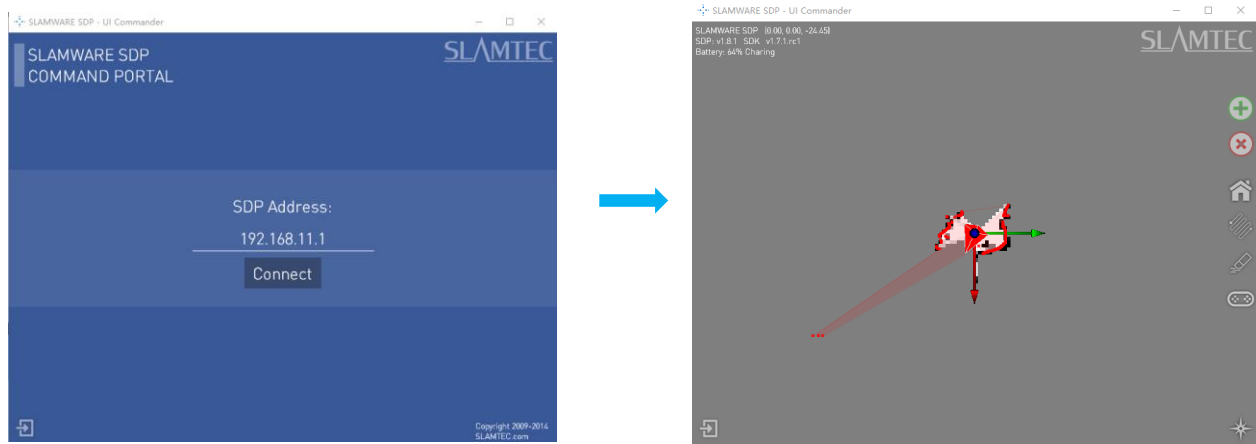 SLAMWARE SDP - UI Commander
SLAMWARE SDP
COMMAND PORTAL
SLAMTEC
SDP Address:
192.168.11.1
Connect
Copyright 2009-2014
SLAMTEC.com
SLAMWARE SDP - UI Commander
SLAMWARE SDP (0.00, 0.00, -24.45)
SDP: v1.8.1 SDK v1.7.1.rc1
Battery: 64% Charing
SLAMTEC